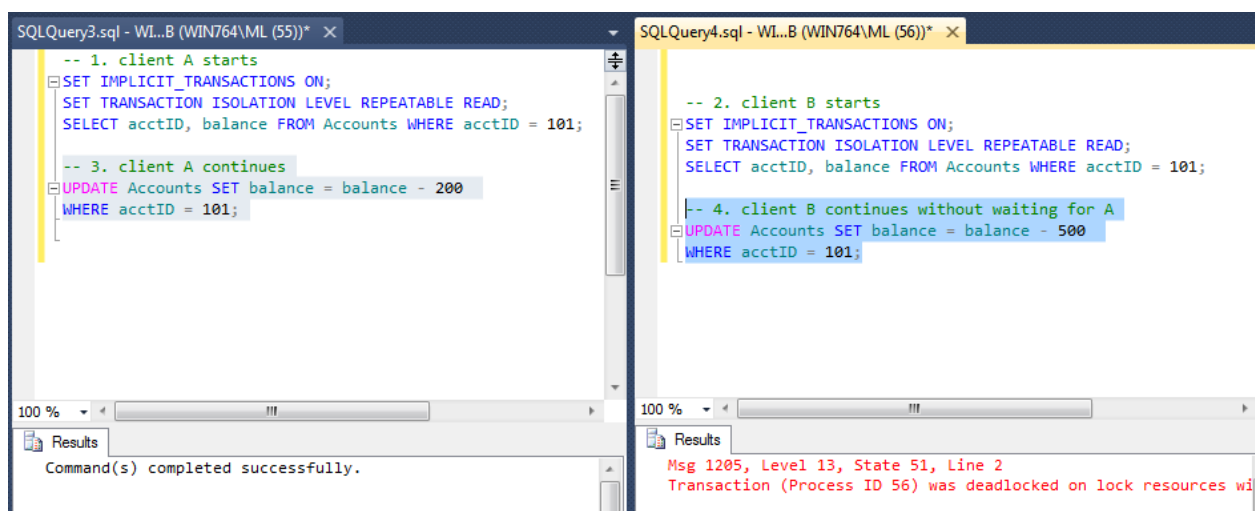 SQLQuery3.sql - WI...B (WIN764\ML (55))*
-- 1. client A starts
SET IMPLICIT_TRANSACTIONS ON;
SET TRANSACTION ISOLATION LEVEL REPEATABLE READ;
SELECT acctID, balance FROM Accounts WHERE acctID = 101;
-- 3. client A continues
UPDATE Accounts SET balance = balance - 200
WHERE acctID = 101;
100 %
Results
Command(s) completed successfully.
SQLQuery4.sql - WI...B (WIN764\ML (56))*
-- 2. client B starts
SET IMPLICIT_TRANSACTIONS ON;
SET TRANSACTION ISOLATION LEVEL REPEATABLE READ;
SELECT acctID, balance FROM Accounts WHERE acctID = 101;
-- 4. client B continues without waiting for A
UPDATE Accounts SET balance = balance - 500
WHERE acctID = 101;
100 %
Results
Msg 1205, Level 13, State 51, Line 2
Transaction (Process ID 56) was deadlocked on lock resources wi